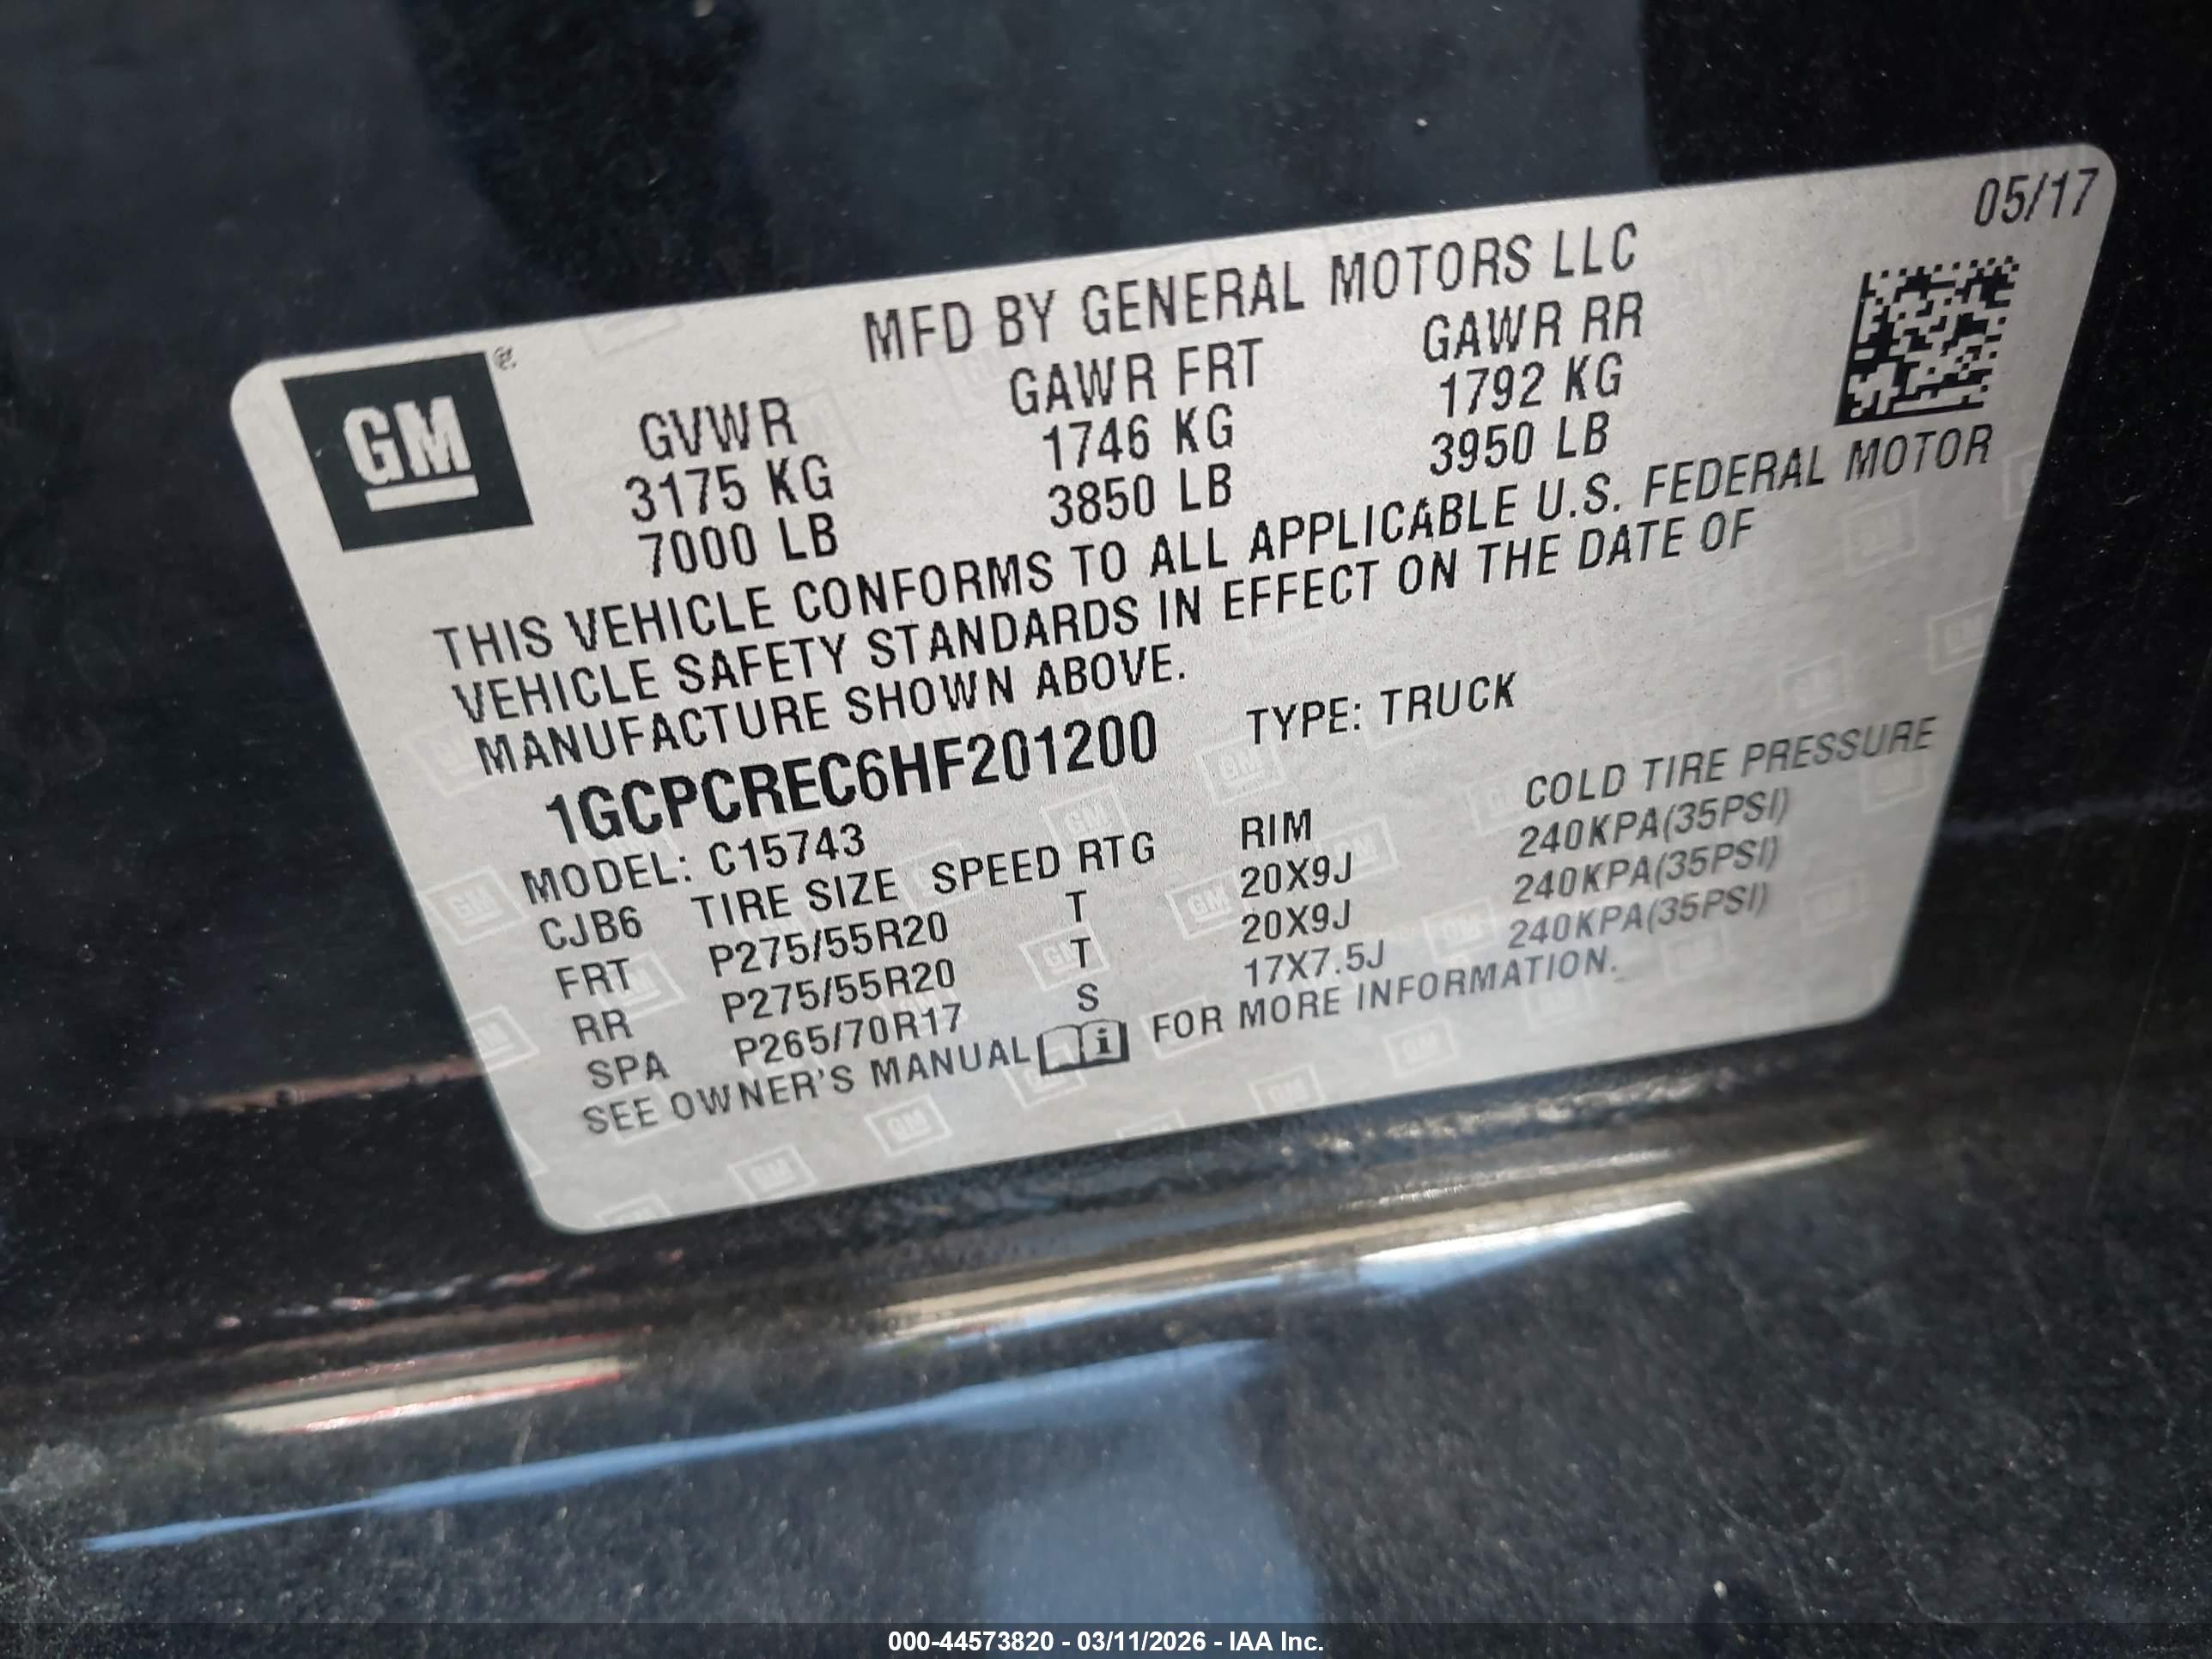 05/17
MFD BY GENERAL MOTORS LLC
GM®
GVWR GAWR FRT GAWR RR
3175 KG 1746 KG 1792 KG
7000 LB 3850 LB 3950 LB
THIS VEHICLE CONFORMS TO ALL APPLICABLE U.S. FEDERAL MOTOR
VEHICLE SAFETY STANDARDS IN EFFECT ON THE DATE OF
MANUFACTURE SHOWN ABOVE.
1GCPCREC6HF201200 TYPE: TRUCK
MODEL: C15743
CJB6 TIRE SIZE SPEED RTG RIM COLD TIRE PRESSURE
FRT P275/55R20 T 20X9J 240KPA(35PSI)
RR P275/55R20 T 20X9J 240KPA(35PSI)
SPA P265/70R17 S 17X7.5J 240KPA(35PSI)
SEE OWNER'S MANUAL i FOR MORE INFORMATION.
000-44573820 - 03/11/2026 - IAA Inc.